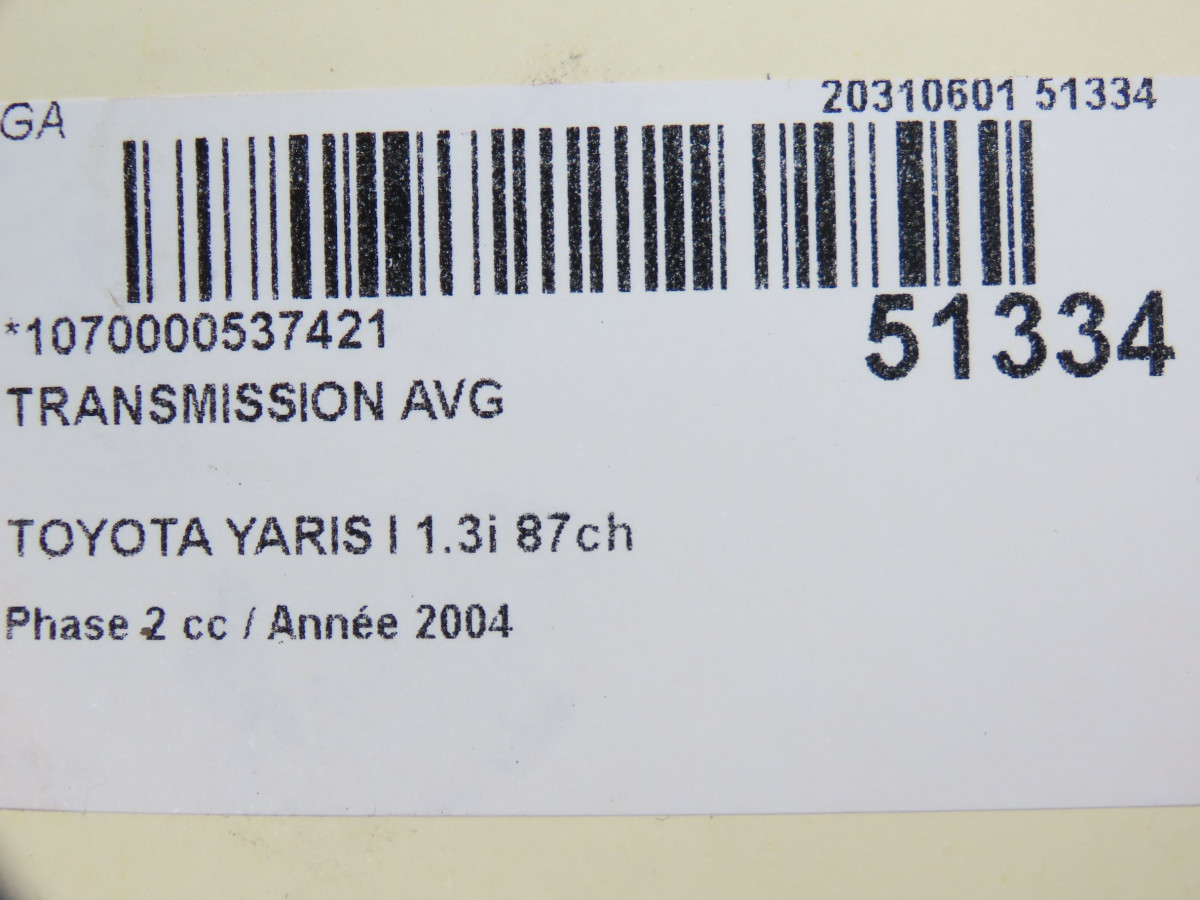 GA
20310601 51334
51334
*1070000537421
TRANSMISSION AVG
TOYOTA YARIS I 1.3i 87ch
Phase 2 cc / Année 2004